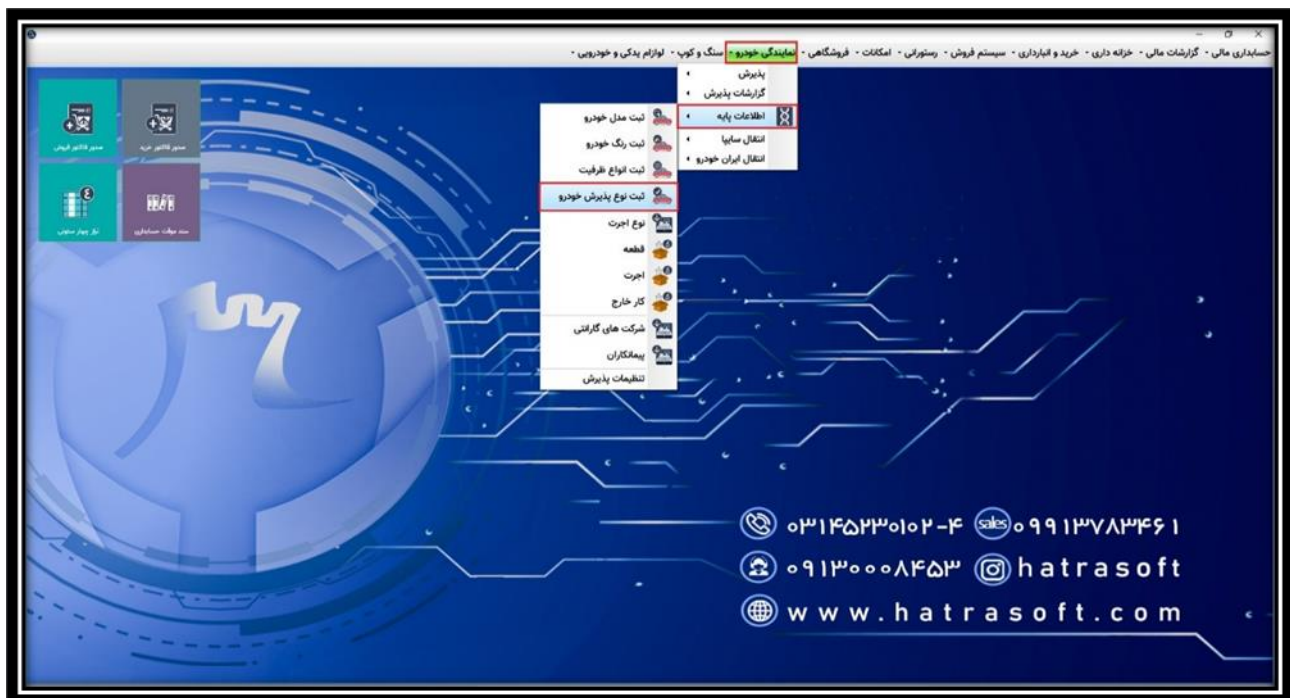 حسابداری مالی - گزارشات مالی - خزانه داری - خرید و انبارداری - سیستم فروش - رستورانی - امکانات - فروشگاهی - نمایندگی خودرو - سنگ و کوپ - لوازم یدکی و خودرویی -
پذیرش
گزارشات پذیرش
اطلاعات پایه
انتقال سایپا
انتقال ایران خودرو
ثبت مدل خودرو
ثبت رنگ خودرو
ثبت انواع ظرفیت
ثبت نوع پذیرش خودرو
نوع اجرت
قطعه
اجرت
کار خارج
شرکت های گارانتی
پیمانکاران
تنظیمات پذیرش
صدور فاکتور خرید
صدور فاکتور فروش
سند موقت حسابداری
تراز چهار ستونی
۰۳۱۴۵۲۳۰۱۰۲-۴ sales ۰۹۹۱۳۷۸۳۴۶۱
۰۹۱۳۰۰۰۸۴۵۳ hatrasoft
www.hatrasoft.com